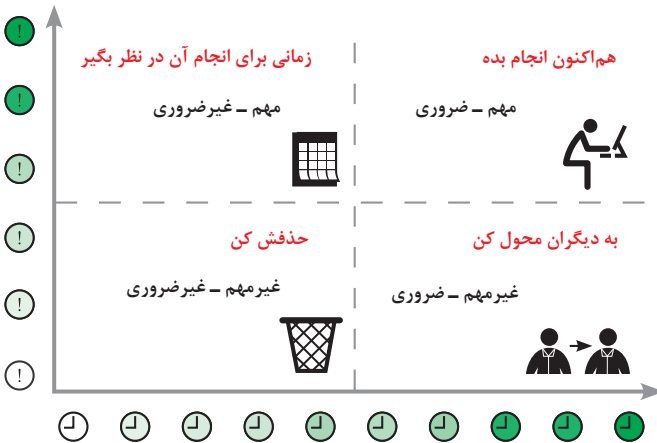 هم‌اکنون انجام بده
مهم ـ ضروری
زمانی برای انجام آن در نظر بگیر
مهم ـ غیرضروری
به دیگران محول کن
غیرمهم ـ ضروری
حذفش کن
غیرمهم ـ غیرضروری